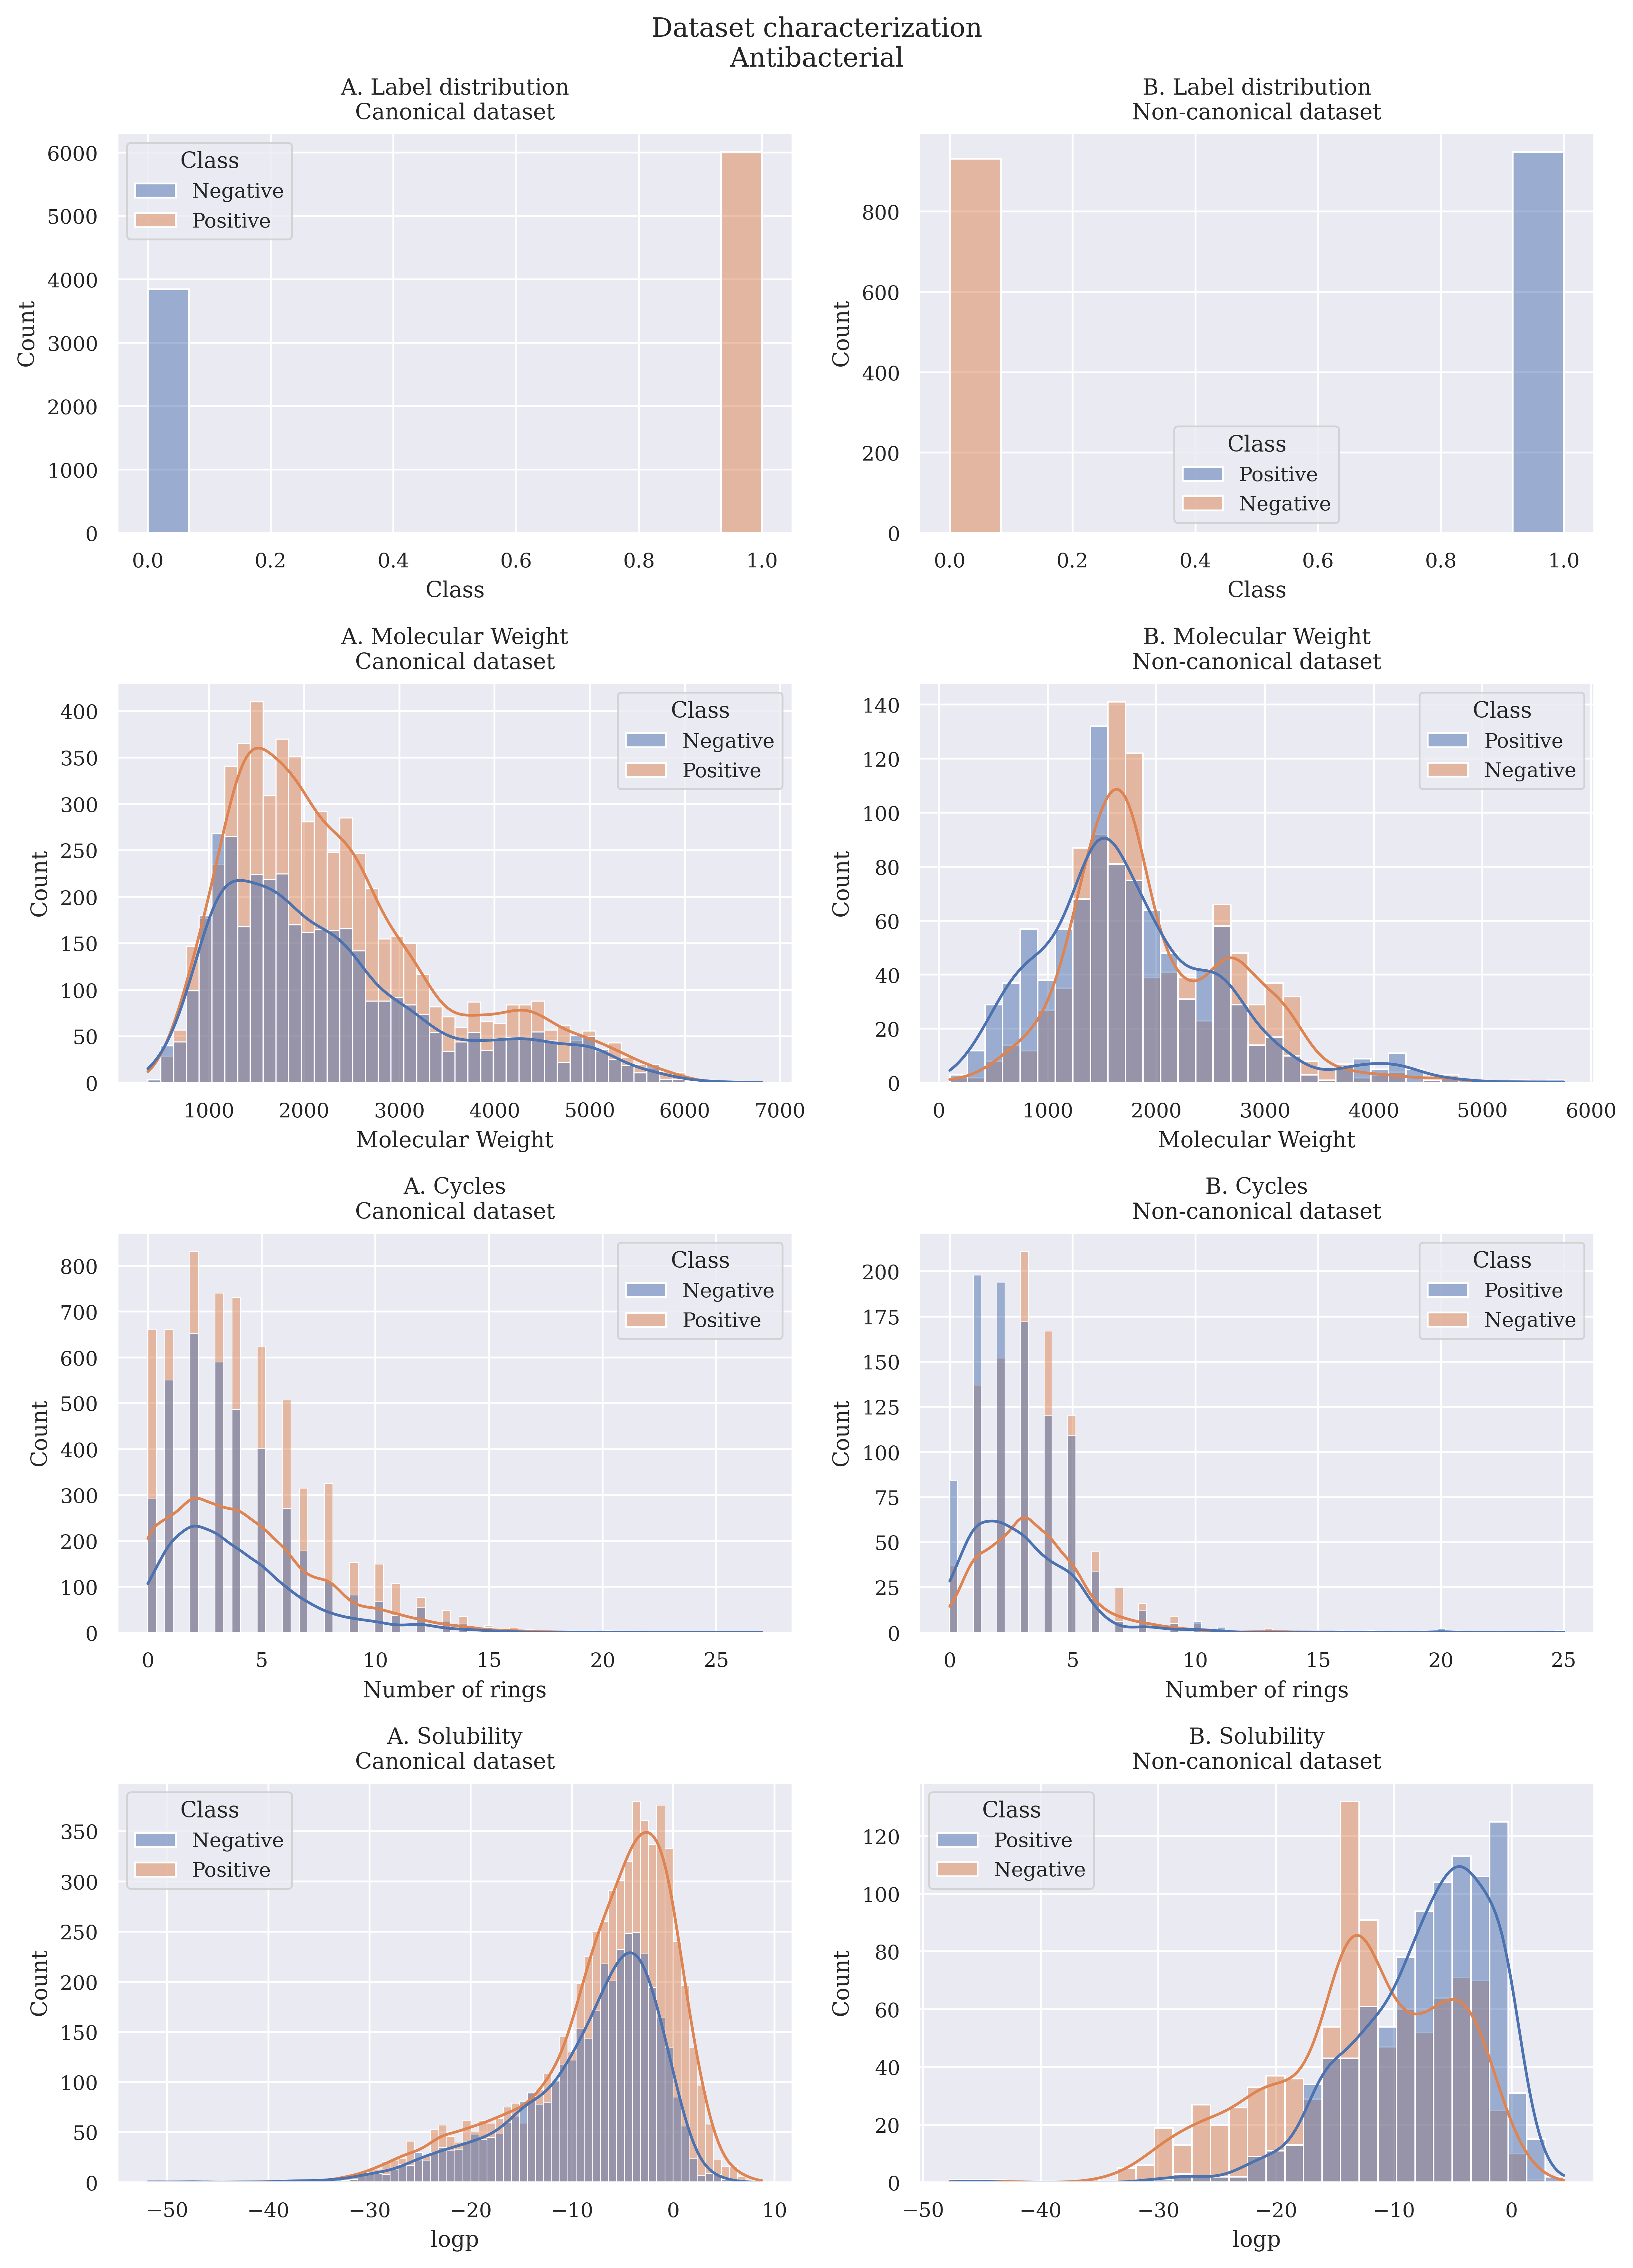 Dataset characterization
Antibacterial
A. Label distribution
Canonical dataset
Count
6000
5000
4000
3000
2000
1000
0
Class
Negative
Positive
0.0 0.2 0.4 0.6 0.8 1.0
Class
B. Label distribution
Non-canonical dataset
Count
800
600
400
200
0
Class
Positive
Negative
0.0 0.2 0.4 0.6 0.8 1.0
Class
A. Molecular Weight
Canonical dataset
Count
400
350
300
250
200
150
100
50
0
Class
Negative
Positive
1000 2000 3000 4000 5000 6000 7000
Molecular Weight
B. Molecular Weight
Non-canonical dataset
Count
140
120
100
80
60
40
20
0
Class
Positive
Negative
0 1000 2000 3000 4000 5000 6000
Molecular Weight
A. Cycles
Canonical dataset
Count
800
700
600
500
400
300
200
100
0
Class
Negative
Positive
0 5 10 15 20 25
Number of rings
B. Cycles
Non-canonical dataset
Count
200
175
150
125
100
75
50
25
0
Class
Positive
Negative
0 5 10 15 20 25
Number of rings
A. Solubility
Canonical dataset
Count
350
300
250
200
150
100
50
0
Class
Negative
Positive
−50 −40 −30 −20 −10 0 10
logp
B. Solubility
Non-canonical dataset
Count
120
100
80
60
40
20
0
Class
Positive
Negative
−50 −40 −30 −20 −10 0
logp